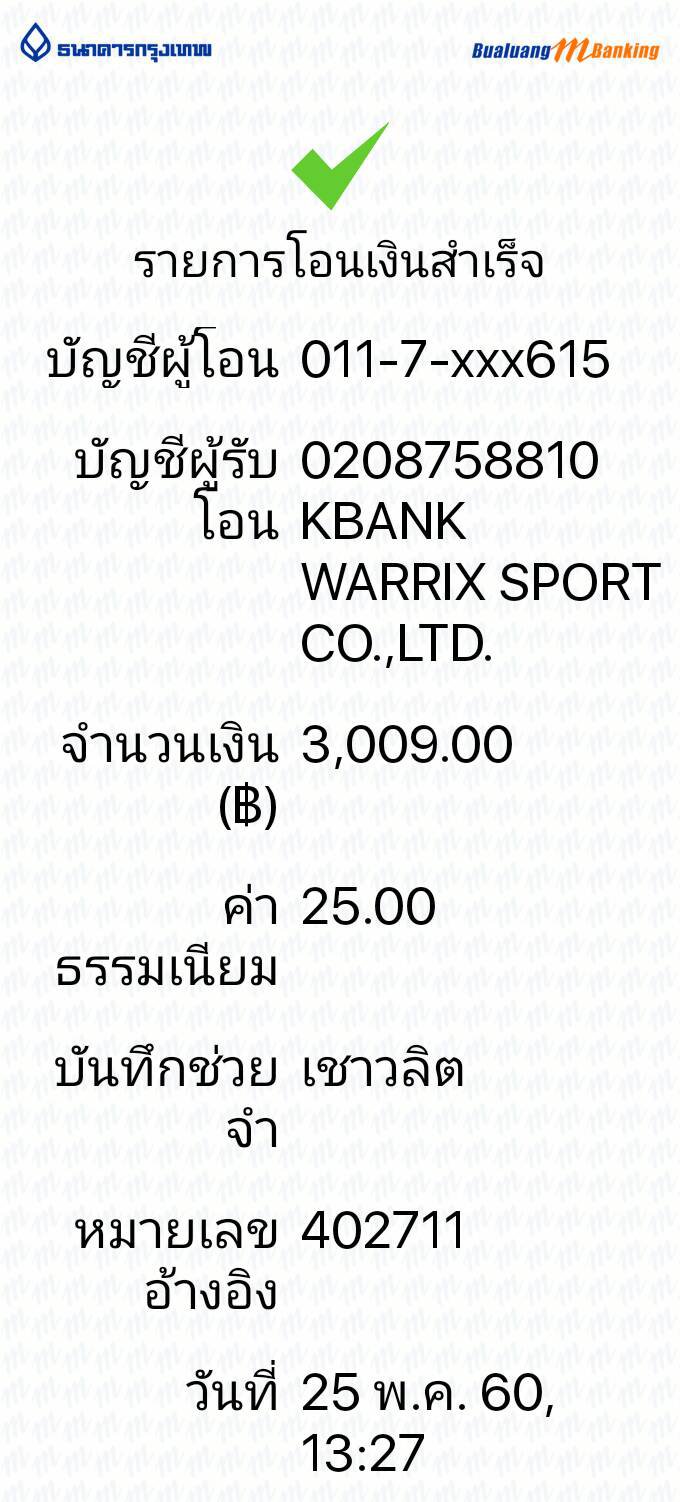 ธนาคารกรุงเทพ Bualuang mBanking
รายการโอนเงินสำเร็จ
บัญชีผู้โอน 011-7-xxx615
บัญชีผู้รับ 0208758810
โอน KBANK
WARRIX SPORT
CO.,LTD.
จำนวนเงิน 3,009.00
(฿)
ค่า 25.00
ธรรมเนียม
บันทึกช่วย เชาวลิต
จำ
หมายเลข 402711
อ้างอิง
วันที่ 25 พ.ค. 60,
13:27